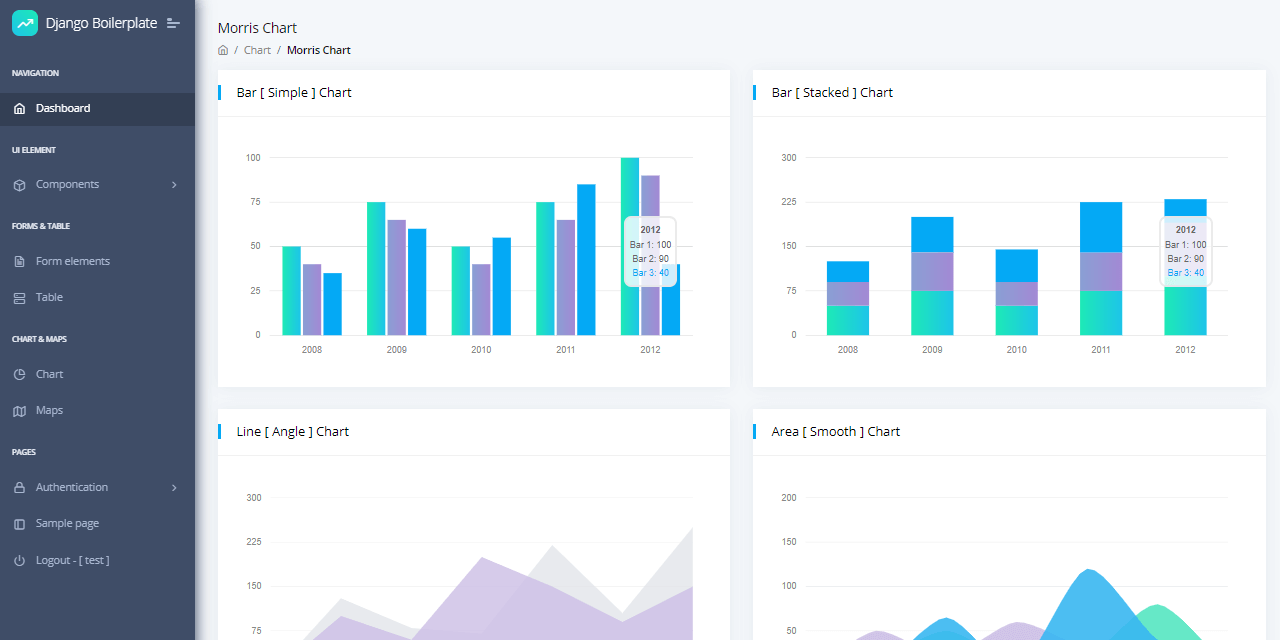 Django Boilerplate
NAVIGATION
Dashboard
UI ELEMENT
Components
FORMS & TABLE
Form elements
Table
CHART & MAPS
Chart
Maps
PAGES
Authentication
Sample page
Logout - [ test ]
Morris Chart
/ Chart / Morris Chart
Bar [ Simple ] Chart
100
75
50
25
0
2008 2009 2010 2011 2012
2012
Bar 1: 100
Bar 2: 90
Bar 3: 40
Bar [ Stacked ] Chart
300
225
150
75
0
2008 2009 2010 2011 2012
2012
Bar 1: 100
Bar 2: 90
Bar 3: 40
Line [ Angle ] Chart
300
225
150
75
Area [ Smooth ] Chart
200
150
100
50